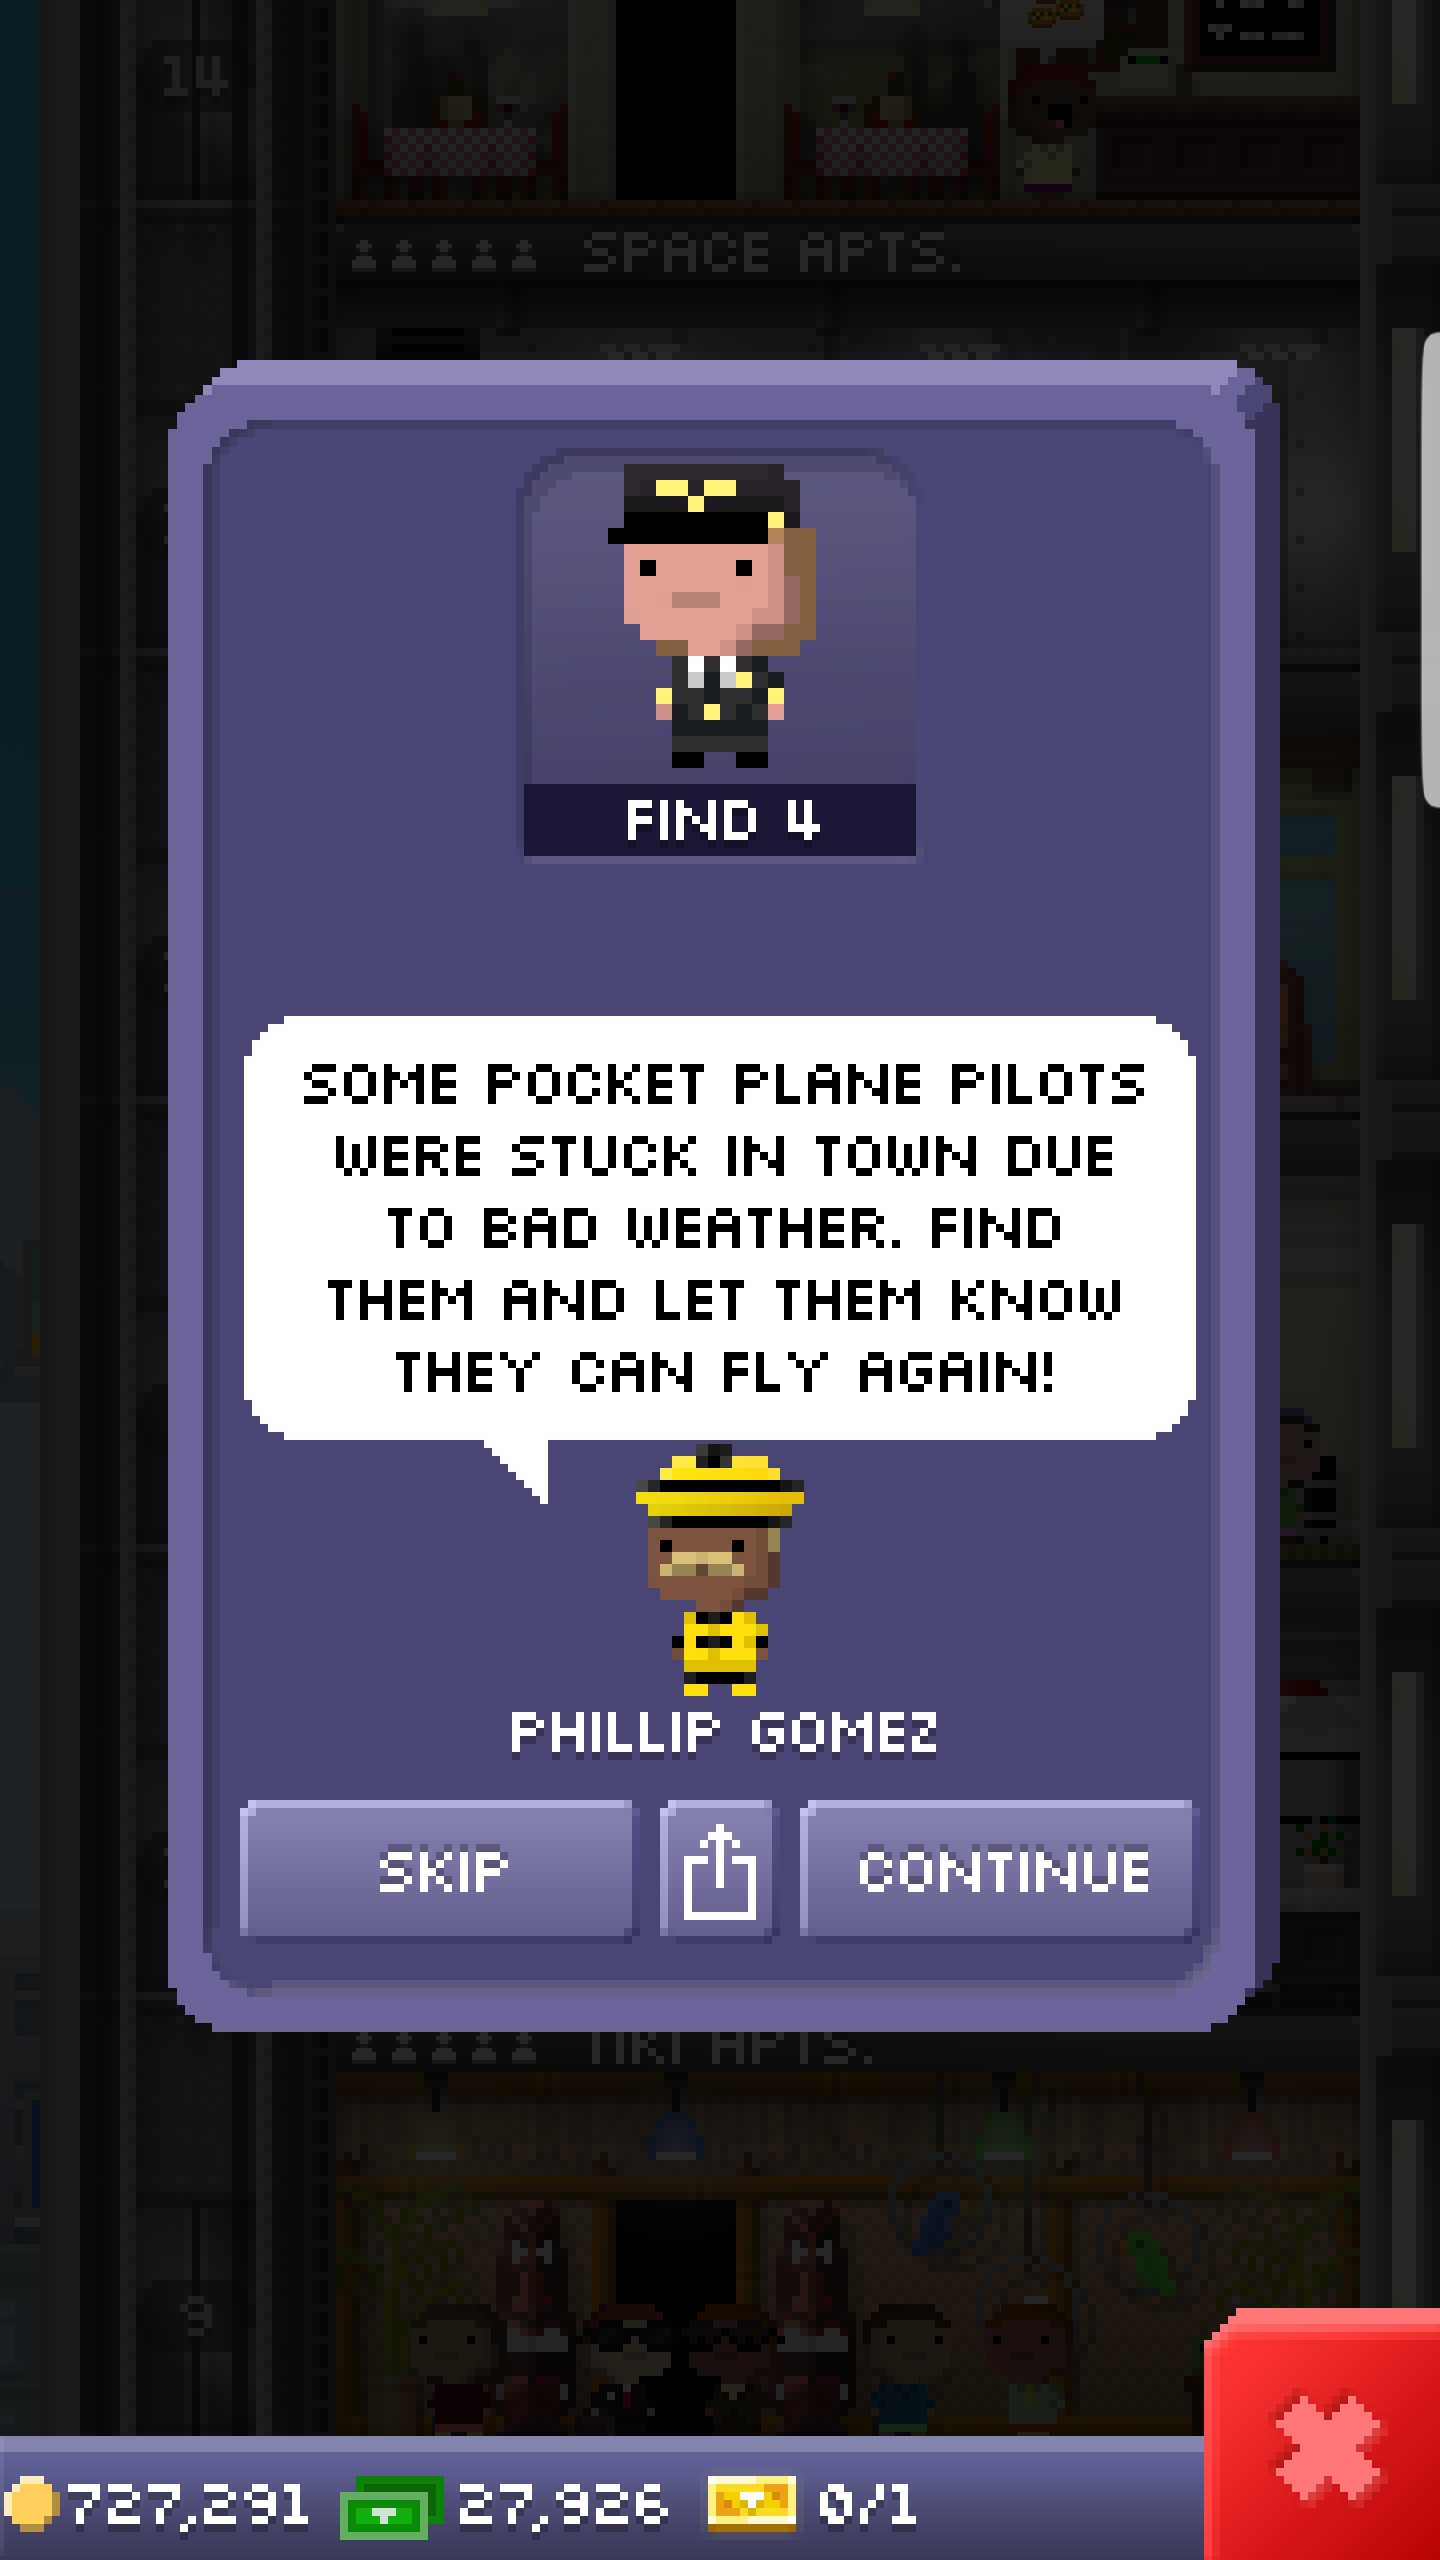 14
SPACE APTS.
FIND 4
SOME POCKET PLANE PILOTS
WERE STUCK IN TOWN DUE
TO BAD WEATHER. FIND
THEM AND LET THEM KNOW
THEY CAN FLY AGAIN!
PHILLIP GOMEZ
SKIP
CONTINUE
TIKI APTS.
9
727,291
27,926
0/1